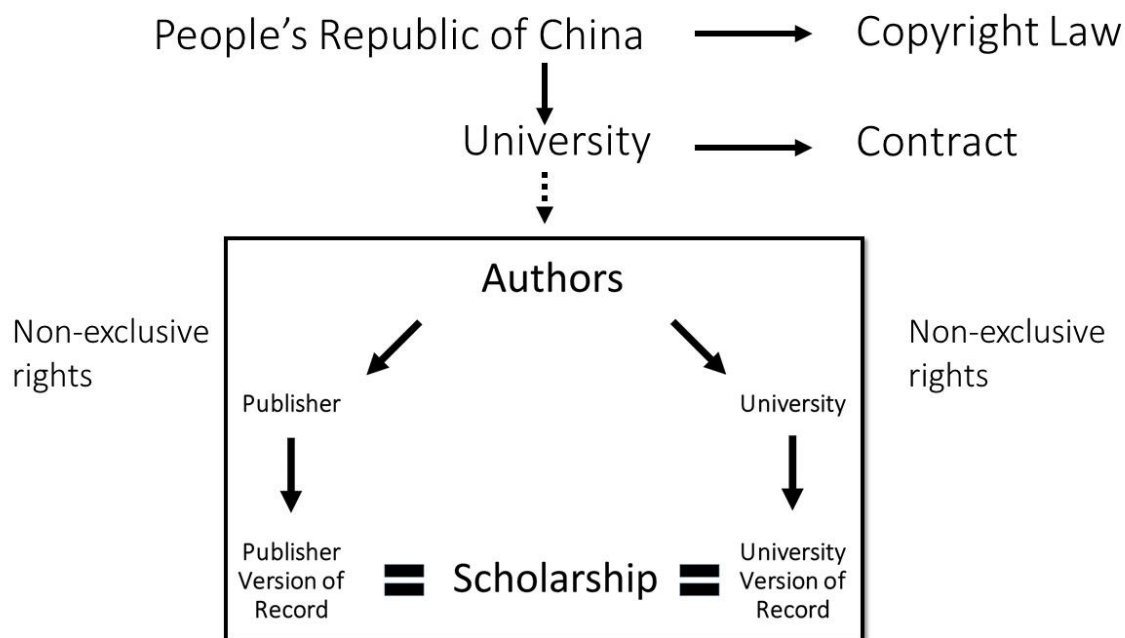 People’s Republic of China
Copyright Law
University
Contract
Authors
Non-exclusive
rights
Non-exclusive
rights
Publisher
University
Publisher
Version of
Record
=
Scholarship
=
University
Version of
Record